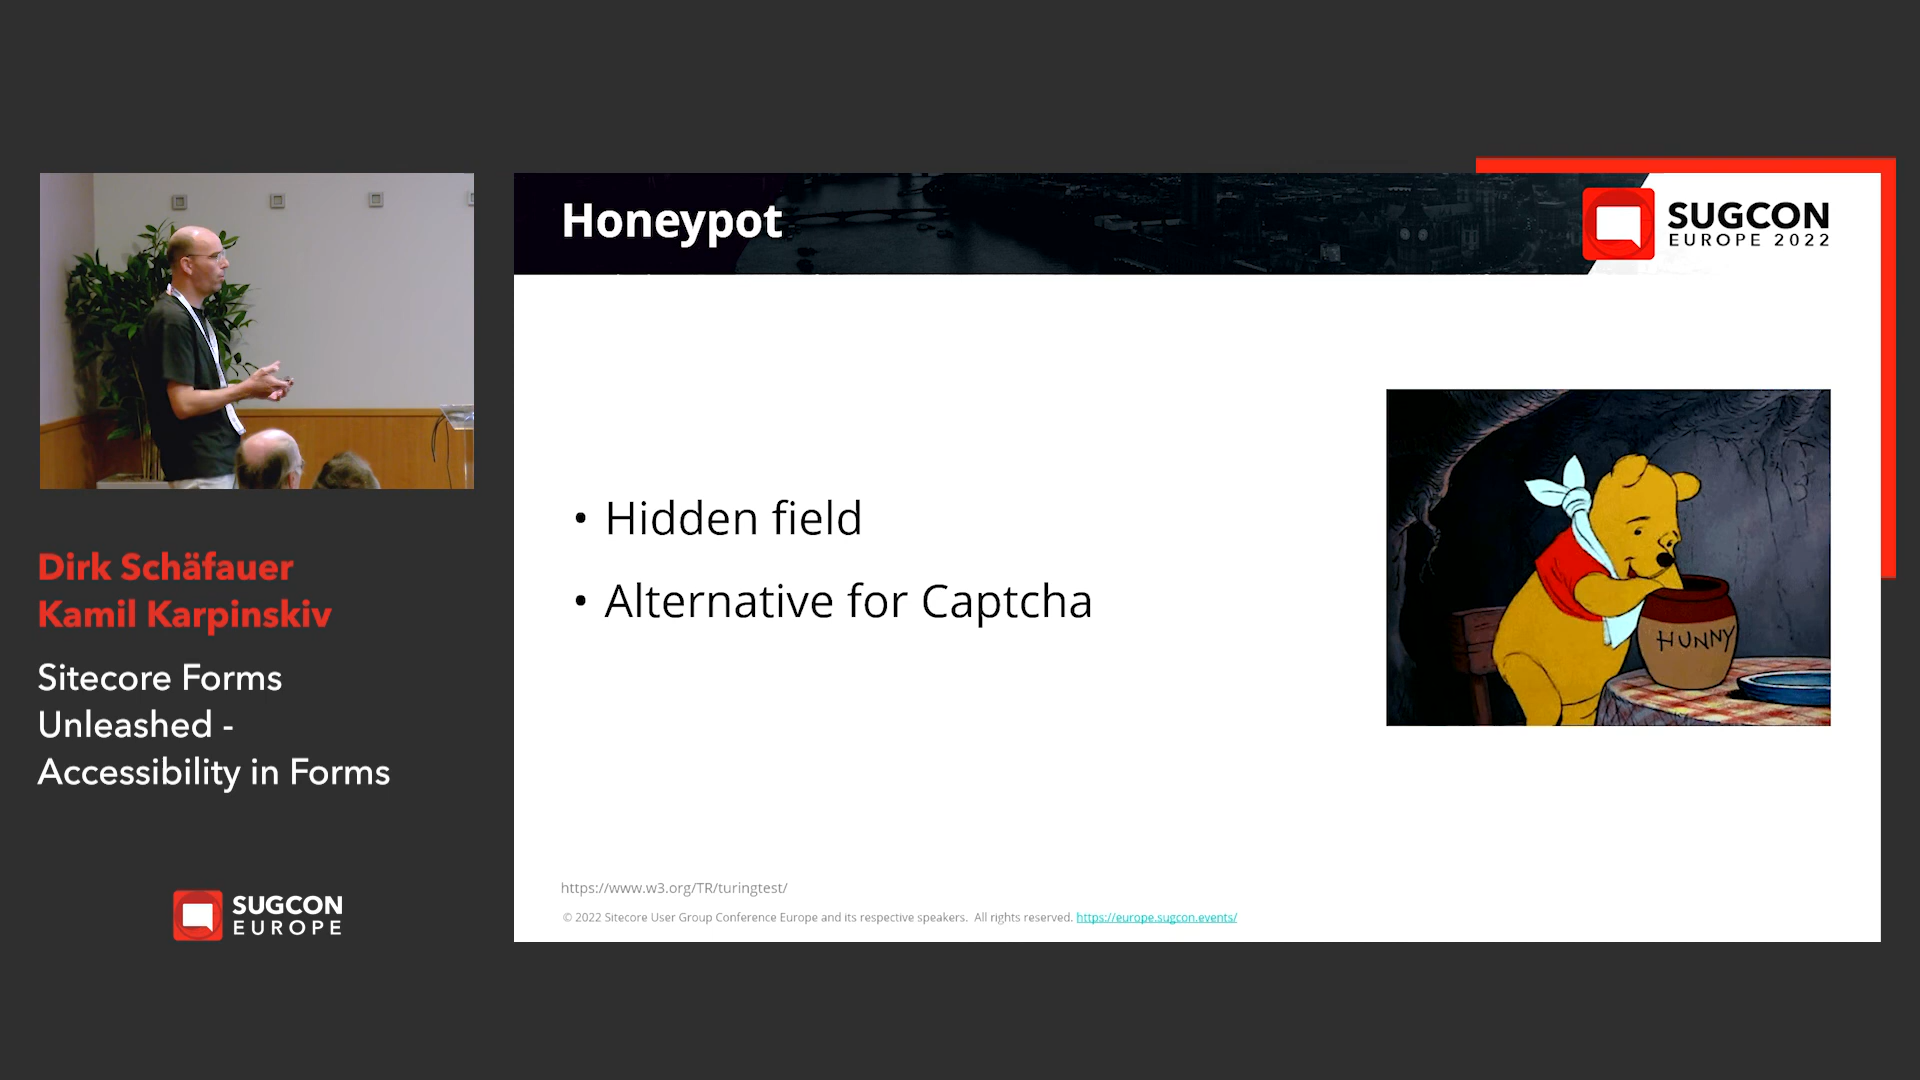 Honeypot
SUGCON
EUROPE 2022
• Hidden field
• Alternative for Captcha
HUNNY
https://www.w3.org/TR/turingtest/
© 2022 Sitecore User Group Conference Europe and its respective speakers. All rights reserved. https://europe.sugcon.events/
Dirk Schäfauer
Kamil Karpinskiv
Sitecore Forms
Unleashed -
Accessibility in Forms
SUGCON
EUROPE